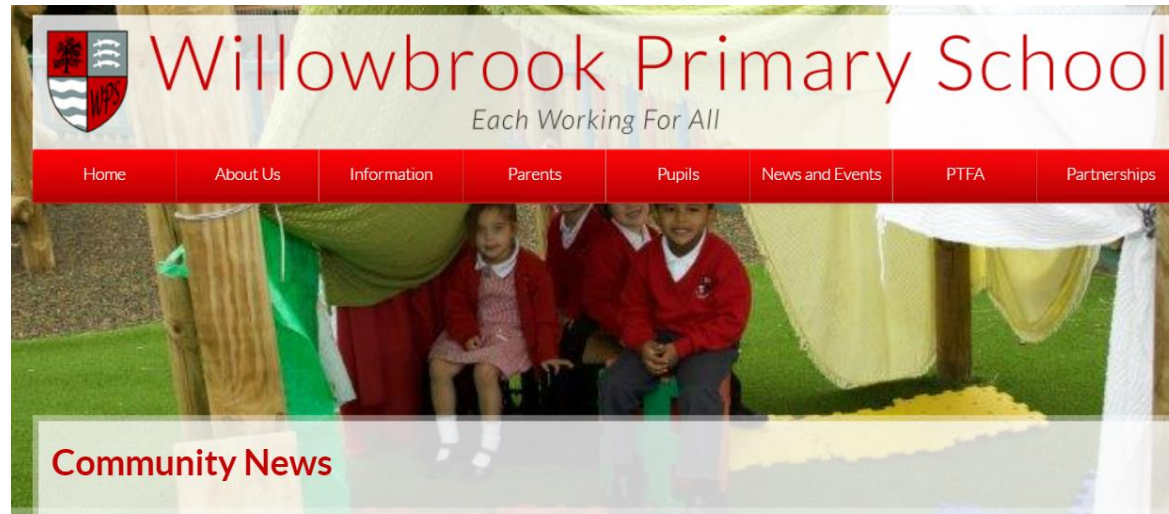 WPS
Willowbrook Primary School
Each Working For All
Home About Us Information Parents Pupils News and Events PTFA Partnerships
Community News